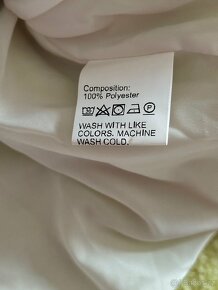 Composition:
100% Polyester
WASH WITH LIKE
COLORS. MACHINE
WASH COLD.